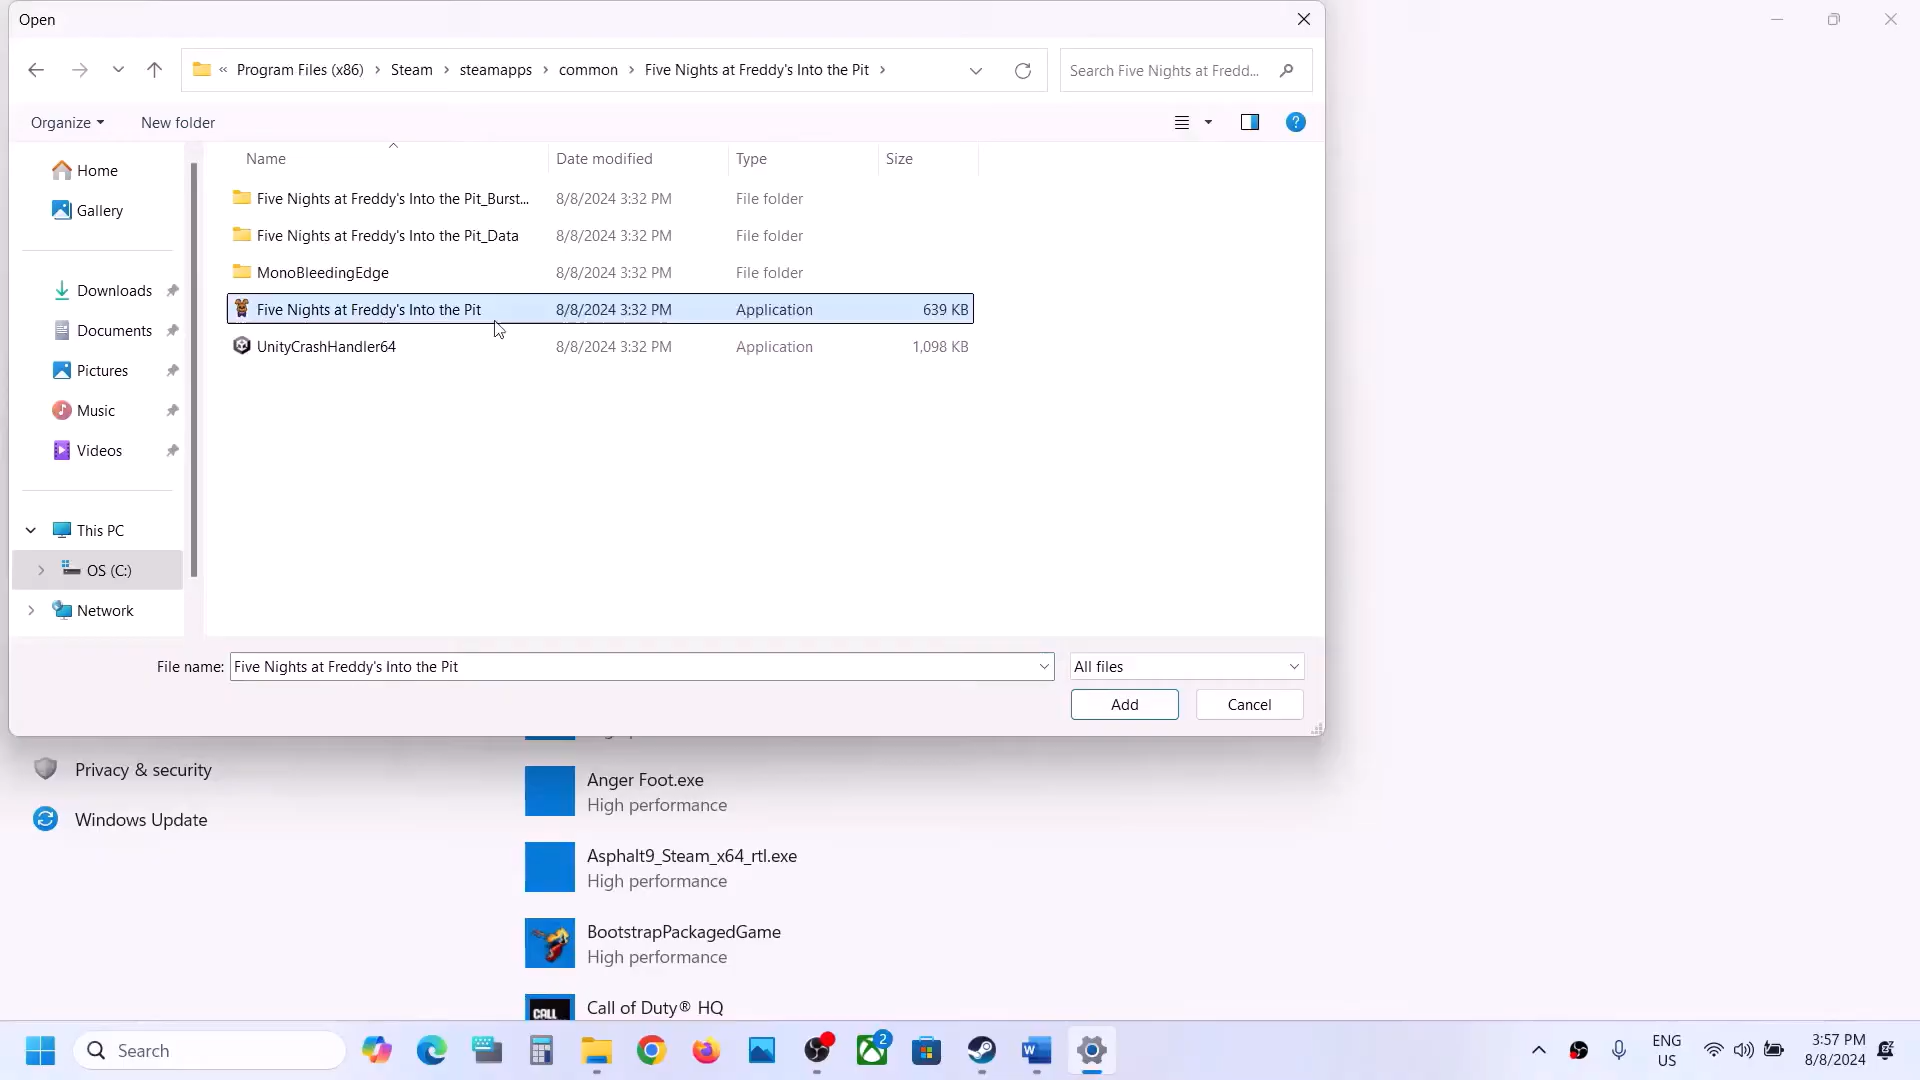 Open
« Program Files (x86) > Steam > steamapps > common > Five Nights at Freddy's Into the Pit >
Search Five Nights at Fredd...
Organize
New folder
?
Name
Date modified
Type
Size
Home
Gallery
Downloads
Documents
Pictures
Music
Videos
This PC
OS (C:)
Network
Five Nights at Freddy's Into the Pit_Burst... 8/8/2024 3:32 PM File folder
Five Nights at Freddy's Into the Pit_Data 8/8/2024 3:32 PM File folder
MonoBleedingEdge 8/8/2024 3:32 PM File folder
Five Nights at Freddy's Into the Pit 8/8/2024 3:32 PM Application 639 KB
UnityCrashHandler64 8/8/2024 3:32 PM Application 1,098 KB
File name: Five Nights at Freddy's Into the Pit
All files
Add
Cancel
Privacy & security
Windows Update
Anger Foot.exe
High performance
Asphalt9_Steam_x64_rtl.exe
High performance
BootstrapPackagedGame
High performance
CALL
Call of Duty® HQ
Search
2
W
ENG
US
3:57 PM
8/8/2024